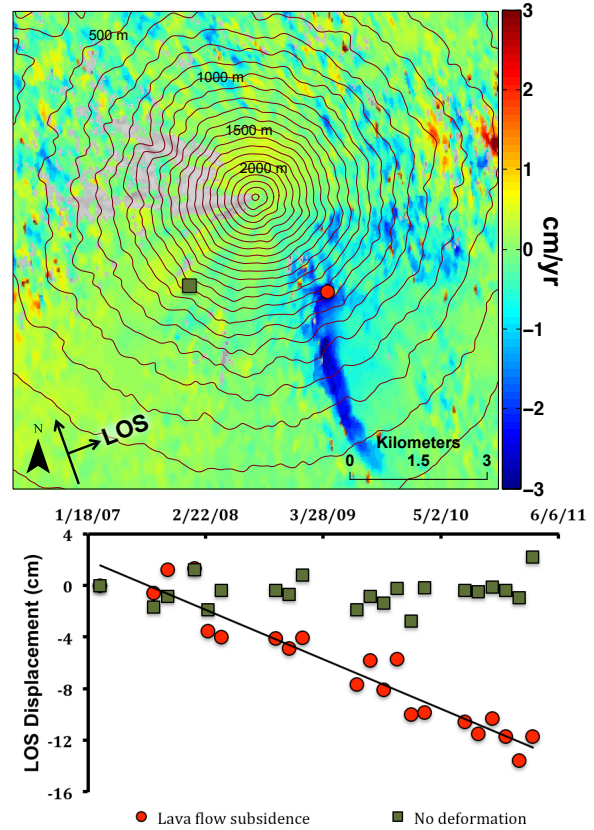 500 m
1000 m
1500 m
2000 m
3
2
1
0
−1
−2
−3
cm/yr
N
LOS
Kilometers
0 1.5 3
1/18/07 2/22/08 3/28/09 5/2/10 6/6/11
4
0
-4
-8
-12
-16
LOS Displacement (cm)
Lava flow subsidence No deformation